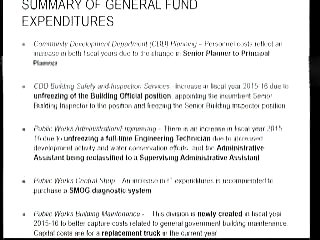 SUMMARY OF GENERAL FUND
EXPENDITURES
Community Development Department (CDD) Planning – Personnel costs reflect an
increase in both fiscal years due to the change in Senior Planner to Principal
Planner
CDD Building Safety and Inspection Services - Increase in fiscal year 2015-16 due to
unfreezing of the Building Official position, appointing the incumbent Senior
Building Inspector to the position and freezing the Senior Building Inspector position
Public Works Administration/Engineering - There is an increase in fiscal year 2015-
16 due to unfreezing a full-time Engineering Technician due to increased
development activity and water conservation efforts, and the Administrative
Assistant being reclassified to a Supervising Administrative Assistant
Public Works Central Shop - An increase in expenditures is recommended to
purchase a SMOG diagnostic system
Public Works Building Maintenance - This division is newly created in fiscal year
2015-16 to better capture costs related to general government building maintenance.
Capital costs are for a replacement truck in the current year